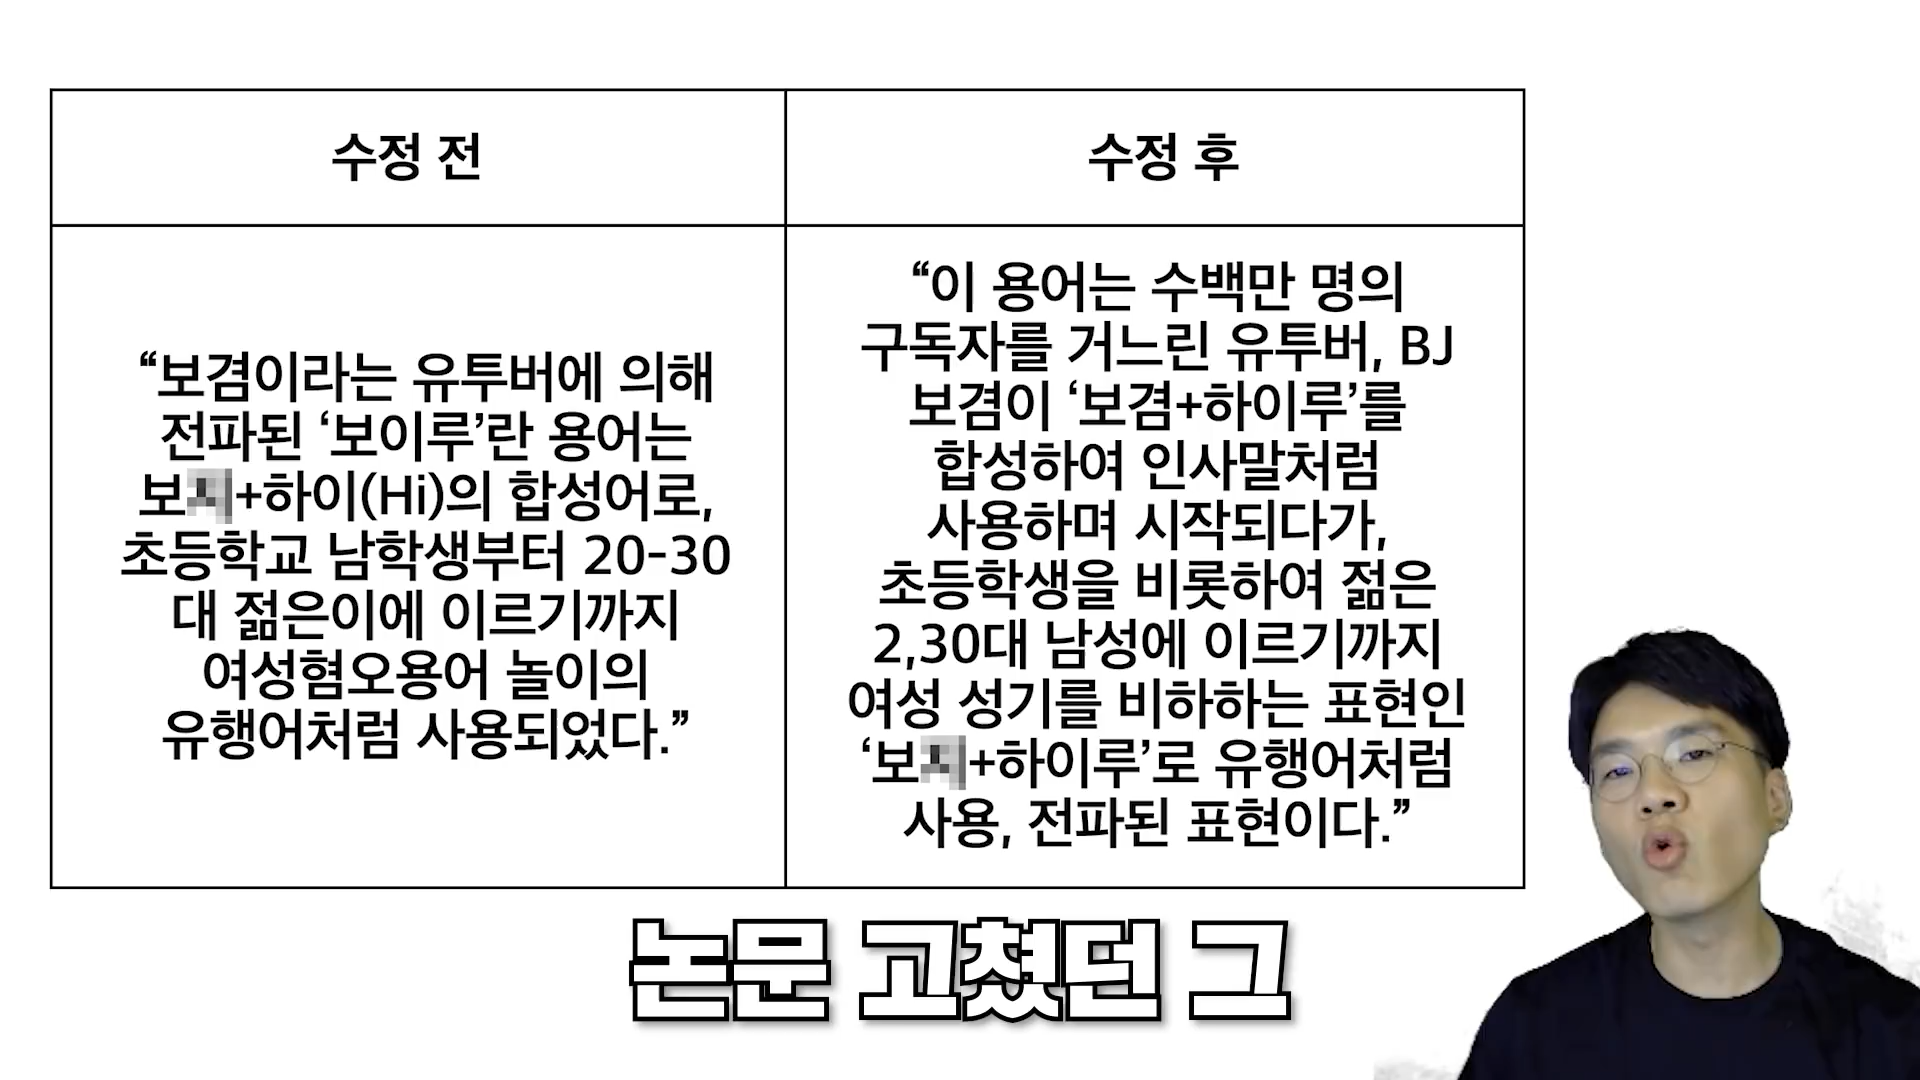 수정 전
수정 후
“보겸이라는 유투버에 의해
전파된 ‘보이루’란 용어는
보+하이(Hi)의 합성어로,
초등학교 남학생부터 20-30
대 젊은이에 이르기까지
여성혐오용어 놀이의
유행어처럼 사용되었다.”
“이 용어는 수백만 명의
구독자를 거느린 유투버, BJ
보겸이 ‘보겸+하이루’를
합성하여 인사말처럼
사용하며 시작되다가,
초등학생을 비롯하여 젊은
2,30대 남성에 이르기까지
여성 성기를 비하하는 표현인
‘보+하이루’로 유행어처럼
사용, 전파된 표현이다.”
논문 고쳤던 그